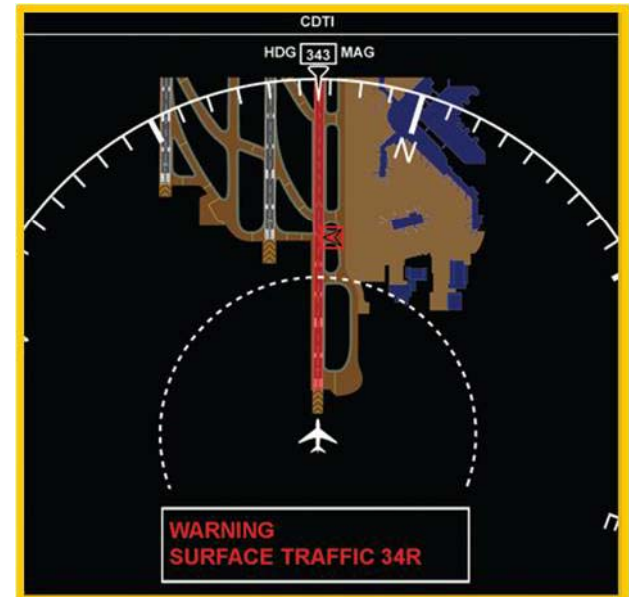 CDTI
HDG 343 MAG
N
E
WARNING
SURFACE TRAFFIC 34R